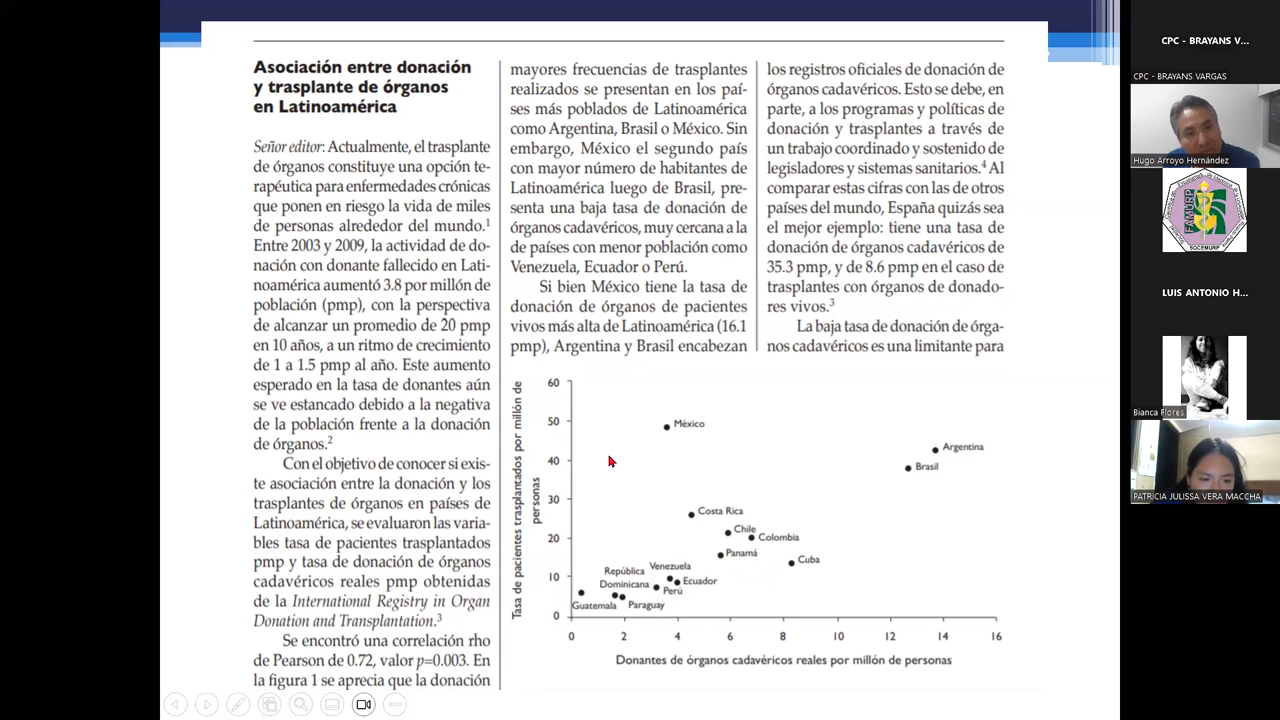 Asociación entre donación
y trasplante de órganos
en Latinoamérica
Señor editor: Actualmente, el trasplante
de órganos constituye una opción te-
rapéutica para enfermedades crónicas
que ponen en riesgo la vida de miles
de personas alrededor del mundo.1
Entre 2003 y 2009, la actividad de do-
nación con donante fallecido en Lati-
noamérica aumentó 3.8 por millón de
población (pmp), con la perspectiva
de alcanzar un promedio de 20 pmp
en 10 años, a un ritmo de crecimiento
de 1 a 1.5 pmp al año. Este aumento
esperado en la tasa de donantes aún
se ve estancado debido a la negativa
de la población frente a la donación
de órganos.2
Con el objetivo de conocer si exis-
te asociación entre la donación y los
trasplantes de órganos en países de
Latinoamérica, se evaluaron las varia-
bles tasa de pacientes trasplantados
pmp y tasa de donación de órganos
cadavéricos reales pmp obtenidas
de la International Registry in Organ
Donation and Transplantation.3
Se encontró una correlación rho
de Pearson de 0.72, valor p=0.003. En
la figura 1 se aprecia que la donación
mayores frecuencias de trasplantes
realizados se presentan en los paí-
ses más poblados de Latinoamérica
como Argentina, Brasil o México. Sin
embargo, México el segundo país
con mayor número de habitantes de
Latinoamérica luego de Brasil, pre-
senta una baja tasa de donación de
órganos cadavéricos, muy cercana a la
de países con menor población como
Venezuela, Ecuador o Perú.
Si bien México tiene la tasa de
donación de órganos de pacientes
vivos más alta de Latinoamérica (16.1
pmp), Argentina y Brasil encabezan
los registros oficiales de donación de
órganos cadavéricos. Esto se debe, en
parte, a los programas y políticas de
donación y trasplantes a través de
un trabajo coordinado y sostenido de
legisladores y sistemas sanitarios.4 Al
comparar estas cifras con las de otros
países del mundo, España quizás sea
el mejor ejemplo: tiene una tasa de
donación de órganos cadavéricos de
35.3 pmp, y de 8.6 pmp en el caso de
trasplantes con órganos de donado-
res vivos.3
La baja tasa de donación de órga-
nos cadavéricos es una limitante para
Tasa de pacientes trasplantados por millón de
personas
60
50
40
30
20
10
0
México
Argentina
Brasil
Costa Rica
Chile
Colombia
Panamá
Cuba
Venezuela
República
Dominicana
Ecuador
Perú
Guatemala
Paraguay
0 2 4 6 8 10 12 14 16
Donantes de órganos cadavéricos reales por millón de personas
CPC - BRAYANS V...
CPC - BRAYANS VARGAS
Hugo Arroyo Hernández
FAMURP
SOCEMURP
LUIS ANTONIO H...
Bianca Flores
PATRICIA JULISSA VERA MACCHA